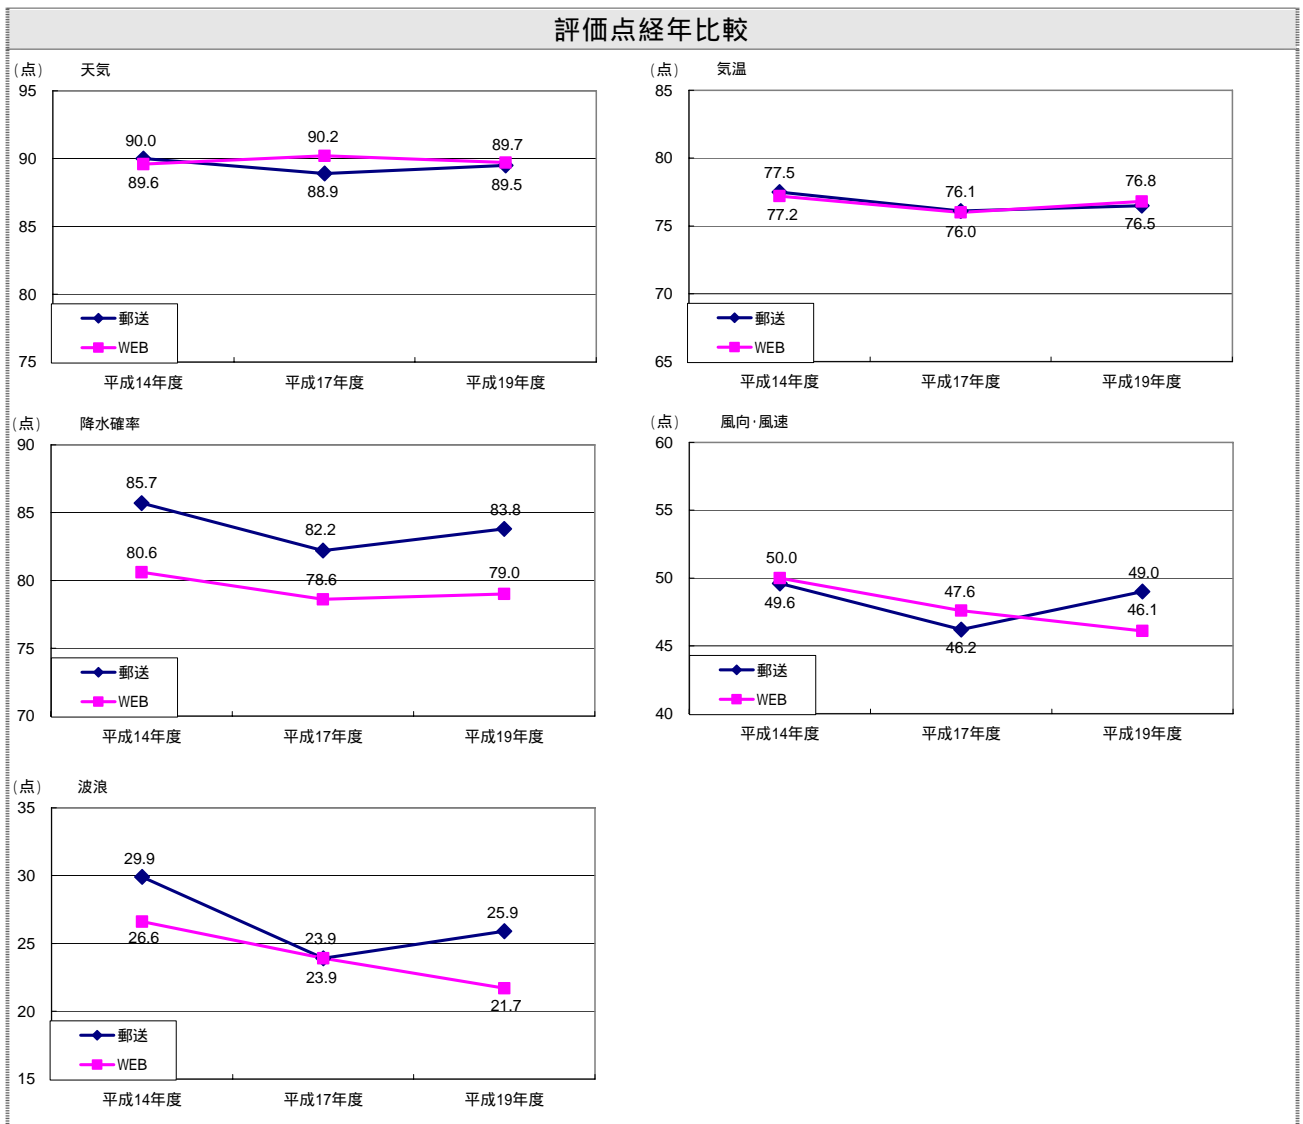 評価点経年比較
(点) 天気
95
90
85
80
75
90.0
90.2
89.7
89.6
88.9
89.5
郵送
WEB
平成14年度 平成17年度 平成19年度
(点) 気温
85
80
75
70
65
77.5
76.1
76.8
77.2
76.0
76.5
郵送
WEB
平成14年度 平成17年度 平成19年度
(点) 降水確率
90
85
80
75
70
85.7
82.2
83.8
80.6
78.6
79.0
郵送
WEB
平成14年度 平成17年度 平成19年度
(点) 風向・風速
60
55
50
45
40
50.0
47.6
49.0
49.6
46.2
46.1
郵送
WEB
平成14年度 平成17年度 平成19年度
(点) 波浪
35
30
25
20
15
29.9
23.9
25.9
26.6
23.9
21.7
郵送
WEB
平成14年度 平成17年度 平成19年度